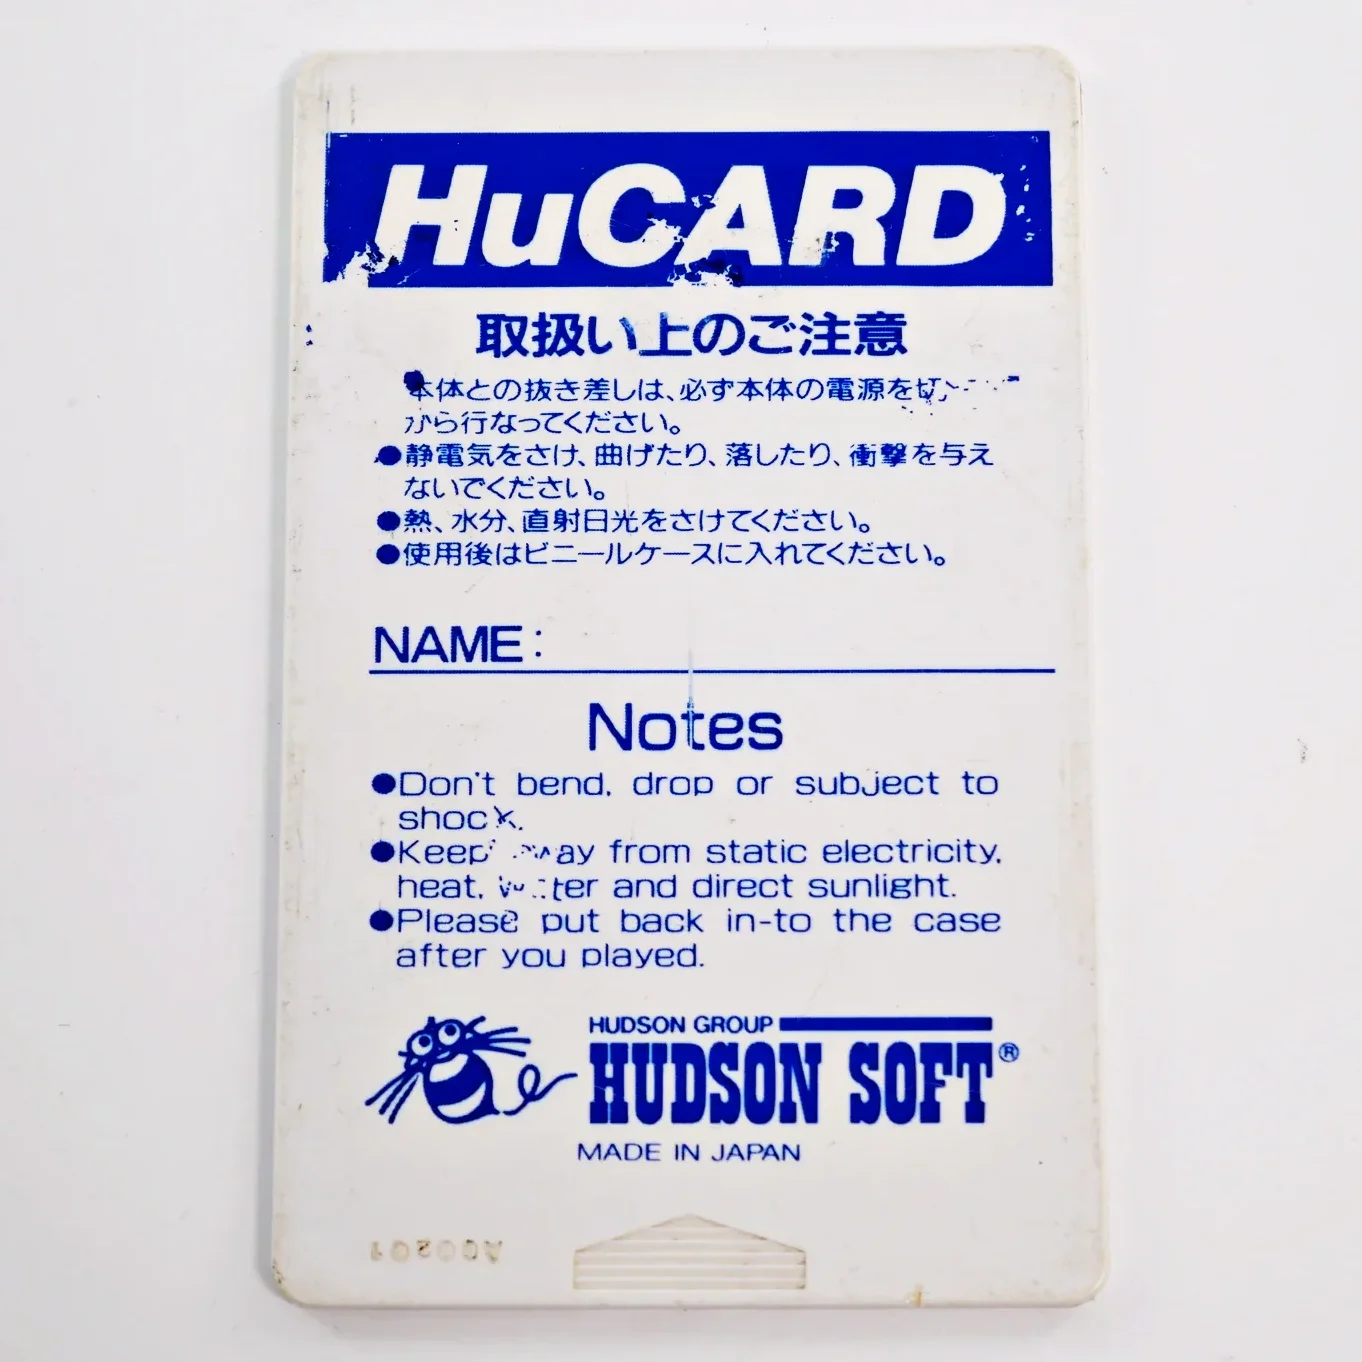 HuCARD
取扱い上のご注意
本体との抜き差しは、必ず本体の電源を切
から行なってください。
●静電気をさけ、曲げたり、落したり、衝撃を与え
ないでください。
●熱、水分、直射日光をさけてください。
●使用後はビニールケースに入れてください。
NAME:
Notes
●Don't bend, drop or subject to
shock.
●Keep away from static electricity,
heat, water and direct sunlight.
●Please put back in-to the case
after you played.
HUDSON GROUP
HUDSON SOFT®
MADE IN JAPAN